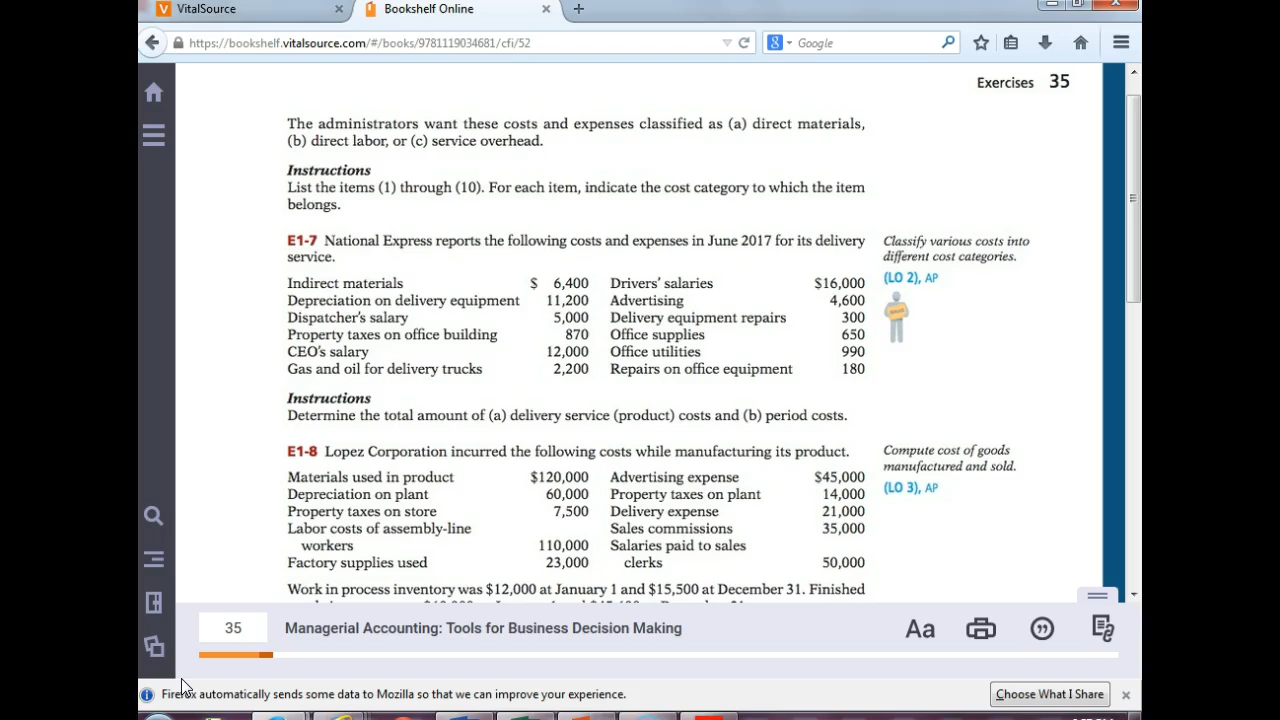 VitalSource
Bookshelf Online
https://bookshelf.vitalsource.com/#/books/9781119034681/cfi/52
Google
Exercises 35
The administrators want these costs and expenses classified as (a) direct materials,
(b) direct labor, or (c) service overhead.
Instructions
List the items (1) through (10). For each item, indicate the cost category to which the item
belongs.
E1-7 National Express reports the following costs and expenses in June 2017 for its delivery
service.
Classify various costs into
different cost categories.
(LO 2), AP
Indirect materials $ 6,400 Drivers' salaries $16,000
Depreciation on delivery equipment 11,200 Advertising 4,600
Dispatcher's salary 5,000 Delivery equipment repairs 300
Property taxes on office building 870 Office supplies 650
CEO's salary 12,000 Office utilities 990
Gas and oil for delivery trucks 2,200 Repairs on office equipment 180
Instructions
Determine the total amount of (a) delivery service (product) costs and (b) period costs.
E1-8 Lopez Corporation incurred the following costs while manufacturing its product.
Compute cost of goods
manufactured and sold.
(LO 3), AP
Materials used in product $120,000 Advertising expense $45,000
Depreciation on plant 60,000 Property taxes on plant 14,000
Property taxes on store 7,500 Delivery expense 21,000
Labor costs of assembly-line Sales commissions 35,000
workers 110,000 Salaries paid to sales
Factory supplies used 23,000 clerks 50,000
Work in process inventory was $12,000 at January 1 and $15,500 at December 31. Finished
35 Managerial Accounting: Tools for Business Decision Making
Aa
Firefox automatically sends some data to Mozilla so that we can improve your experience.
Choose What I Share